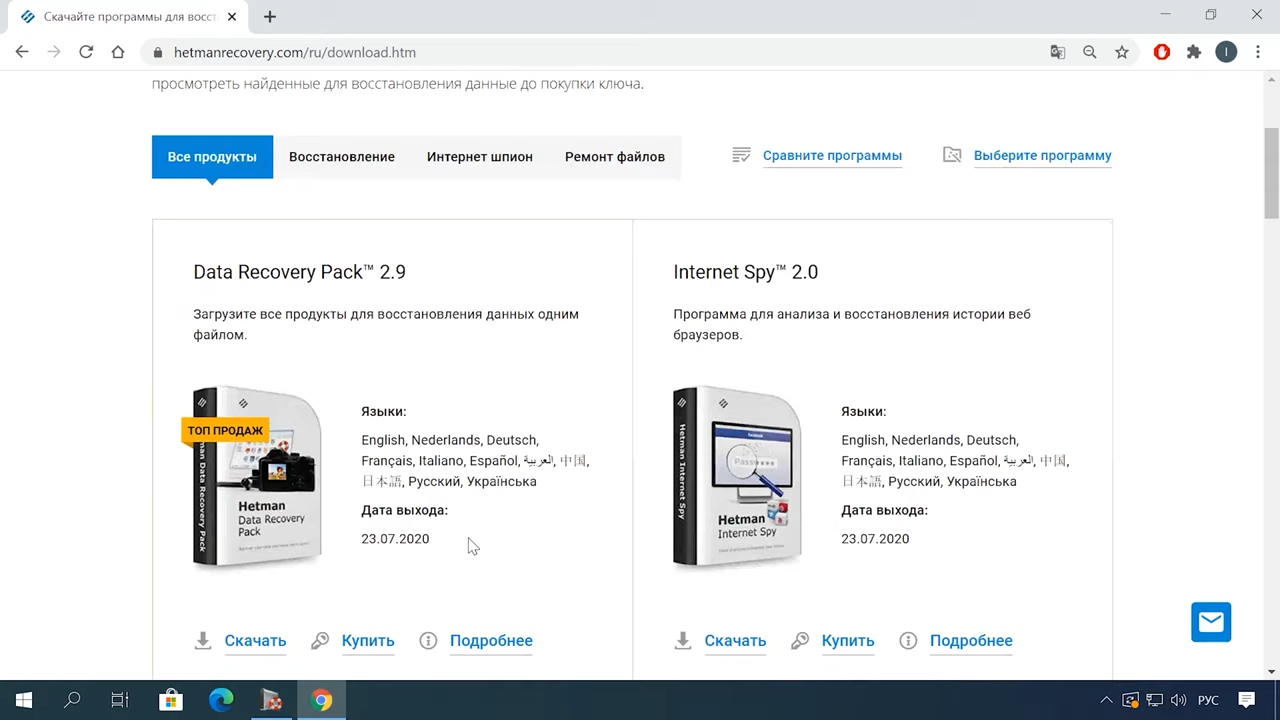 Скачайте программы для восст
hetmanrecovery.com/ru/download.htm
I
просмотреть найденные для восстановления данные до покупки ключа.
Все продукты
Восстановление
Интернет шпион
Ремонт файлов
Сравните программы
Выберите программу
Data Recovery Pack™ 2.9
Загрузите все продукты для восстановления данных одним
файлом.
ТОП ПРОДАЖ
Hetman
Data Recovery
Pack
Языки:
English, Nederlands, Deutsch,
Français, Italiano, Español, العربية, 中国,
日本語, Русский, Українська
Дата выхода:
23.07.2020
Скачать
Купить
Подробнее
Internet Spy™ 2.0
Программа для анализа и восстановления истории веб
браузеров.
Hetman Internet Spy
Hetman
Internet Spy
Языки:
English, Nederlands, Deutsch,
Français, Italiano, Español, العربية, 中国,
日本語, Русский, Українська
Дата выхода:
23.07.2020
Скачать
Купить
Подробнее
РУС